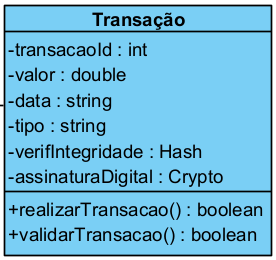 Transação
-transacaoId : int
-valor : double
-data : string
-tipo : string
-verifIntegridade : Hash
-assinaturaDigital : Crypto
+realizarTransacao() : boolean
+validarTransacao() : boolean